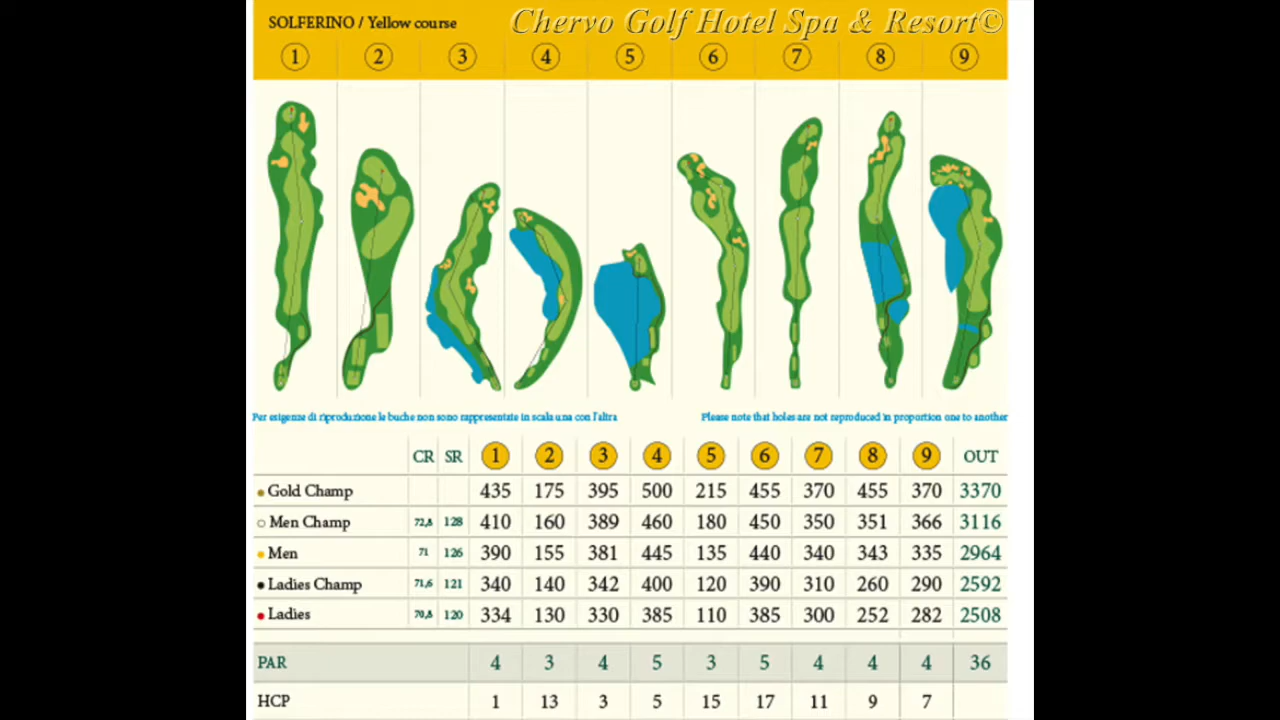 SOLFERINO / Yellow course
Chervo Golf Hotel Spa & Resort©
1 2 3 4 5 6 7 8 9
Per esigenze di riproduzione le buche non sono rappresentate in scala una con l'altra
Please note that holes are not reproduced in proportion one to another
CR SR 1 2 3 4 5 6 7 8 9 OUT
Gold Champ 435 175 395 500 215 455 370 455 370 3370
Men Champ 72,8 128 410 160 389 460 180 450 350 351 366 3116
Men 71 126 390 155 381 445 135 440 340 343 335 2964
Ladies Champ 71,6 121 340 140 342 400 120 390 310 260 290 2592
Ladies 70,8 120 334 130 330 385 110 385 300 252 282 2508
PAR 4 3 4 5 3 5 4 4 4 36
HCP 1 13 3 5 15 17 11 9 7